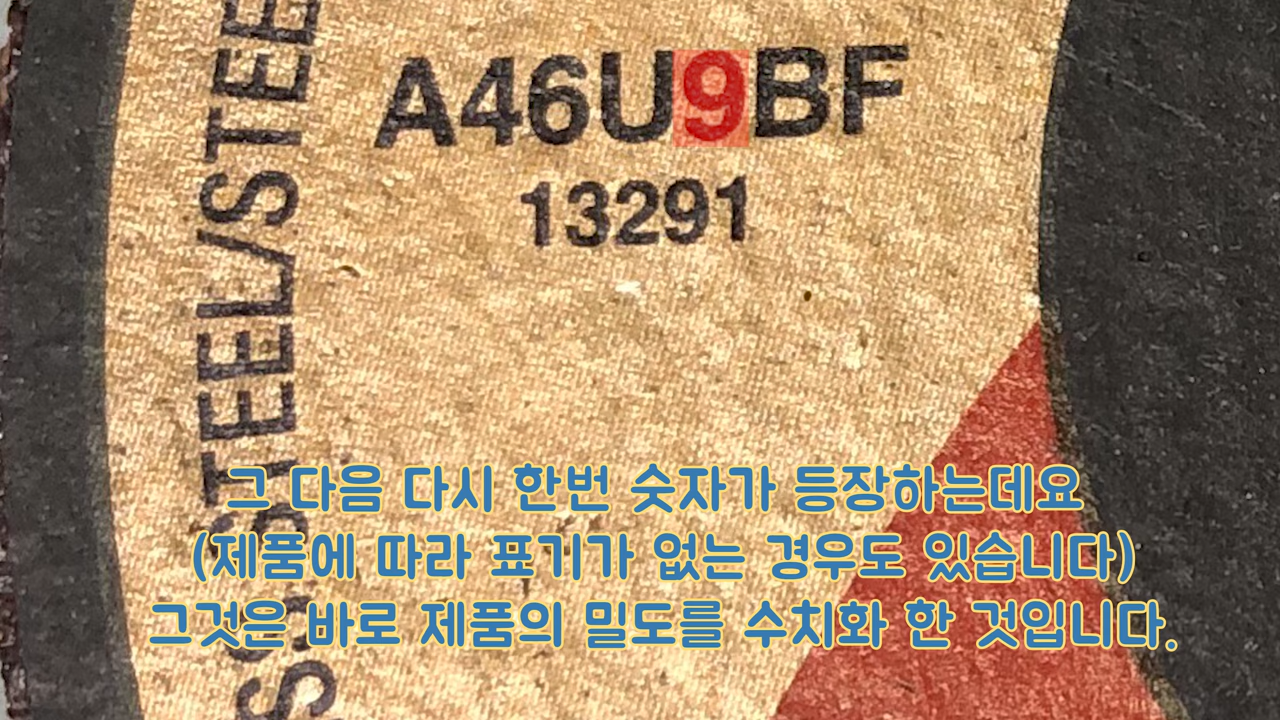 A46U9BF
13291
STEEL/STEE
그 다음 다시 한번 숫자가 등장하는데요
(제품에 따라 표기가 없는 경우도 있습니다)
그것은 바로 제품의 밀도를 수치화 한 것입니다.